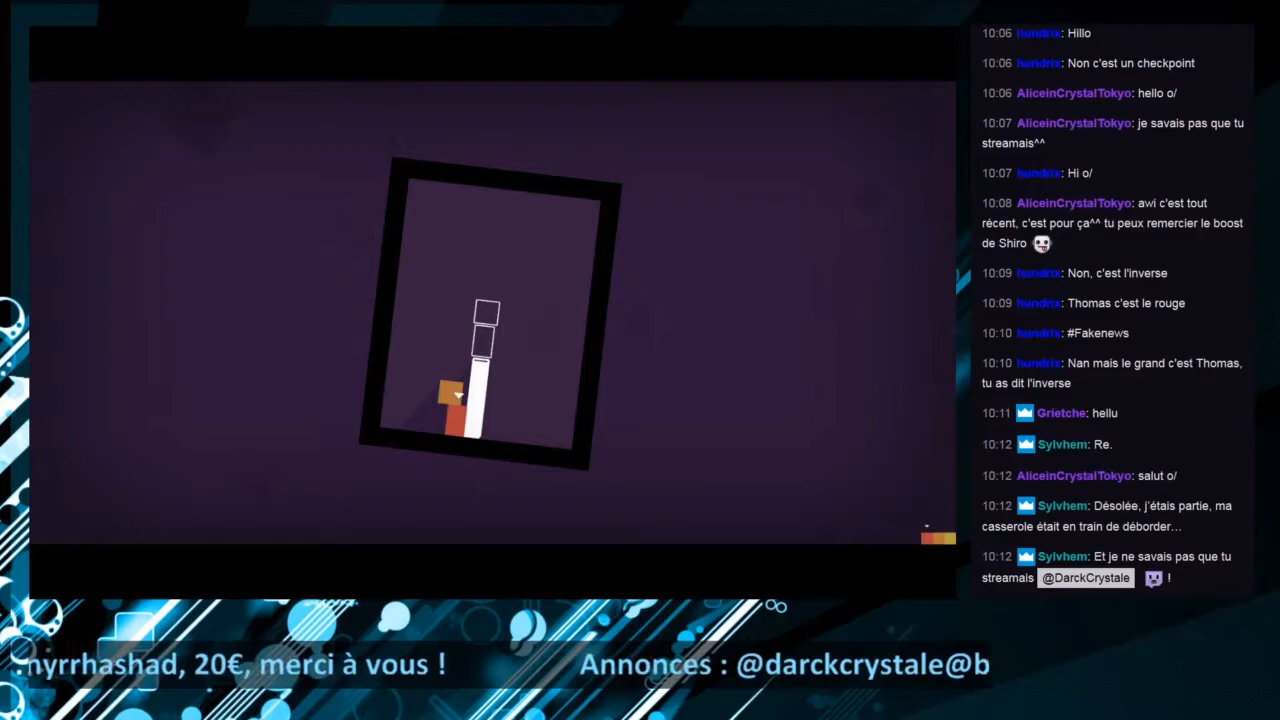 10:06 hundrix: Hillo
10:06 hundrix: Non c'est un checkpoint
10:06 AliceinCrystalTokyo: hello o/
10:07 AliceinCrystalTokyo: je savais pas que tu
streamais^^
10:07 hundrix: Hi o/
10:08 AliceinCrystalTokyo: awi c'est tout
récent, c'est pour ça^^ tu peux remercier le boost
de Shiro
10:09 hundrix: Non, c'est l'inverse
10:09 hundrix: Thomas c'est le rouge
10:10 hundrix: #Fakenews
10:10 hundrix: Nan mais le grand c'est Thomas,
tu as dit l'inverse
10:11 Grietche: hellu
10:12 Sylvhem: Re.
10:12 AliceinCrystalTokyo: salut o/
10:12 Sylvhem: Désolée, j'étais partie, ma
casserole était en train de déborder…
10:12 Sylvhem: Et je ne savais pas que tu
streamais @DarckCrystale !
nyrrhashad, 20€, merci à vous ! Annonces : @darckcrystale@b